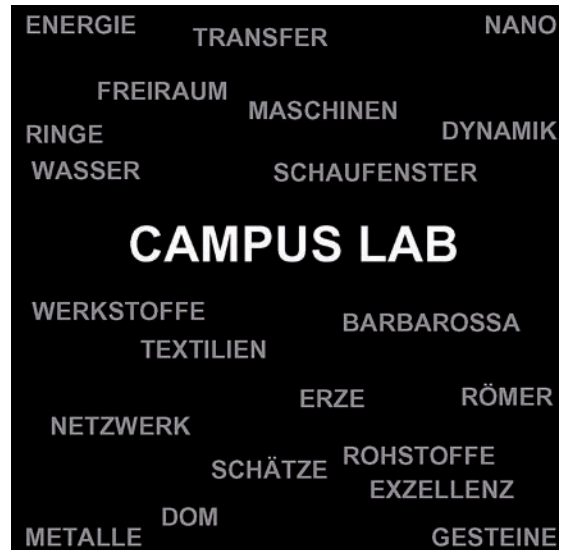 ENERGIE
TRANSFER
NANO
FREIRAUM
MASCHINEN
RINGE
DYNAMIK
WASSER
SCHAUFENSTER
CAMPUS LAB
WERKSTOFFE
BARBAROSSA
TEXTILIEN
ERZE
RÖMER
NETZWERK
ROHSTOFFE
SCHÄTZE
EXZELLENZ
DOM
METALLE
GESTEINE